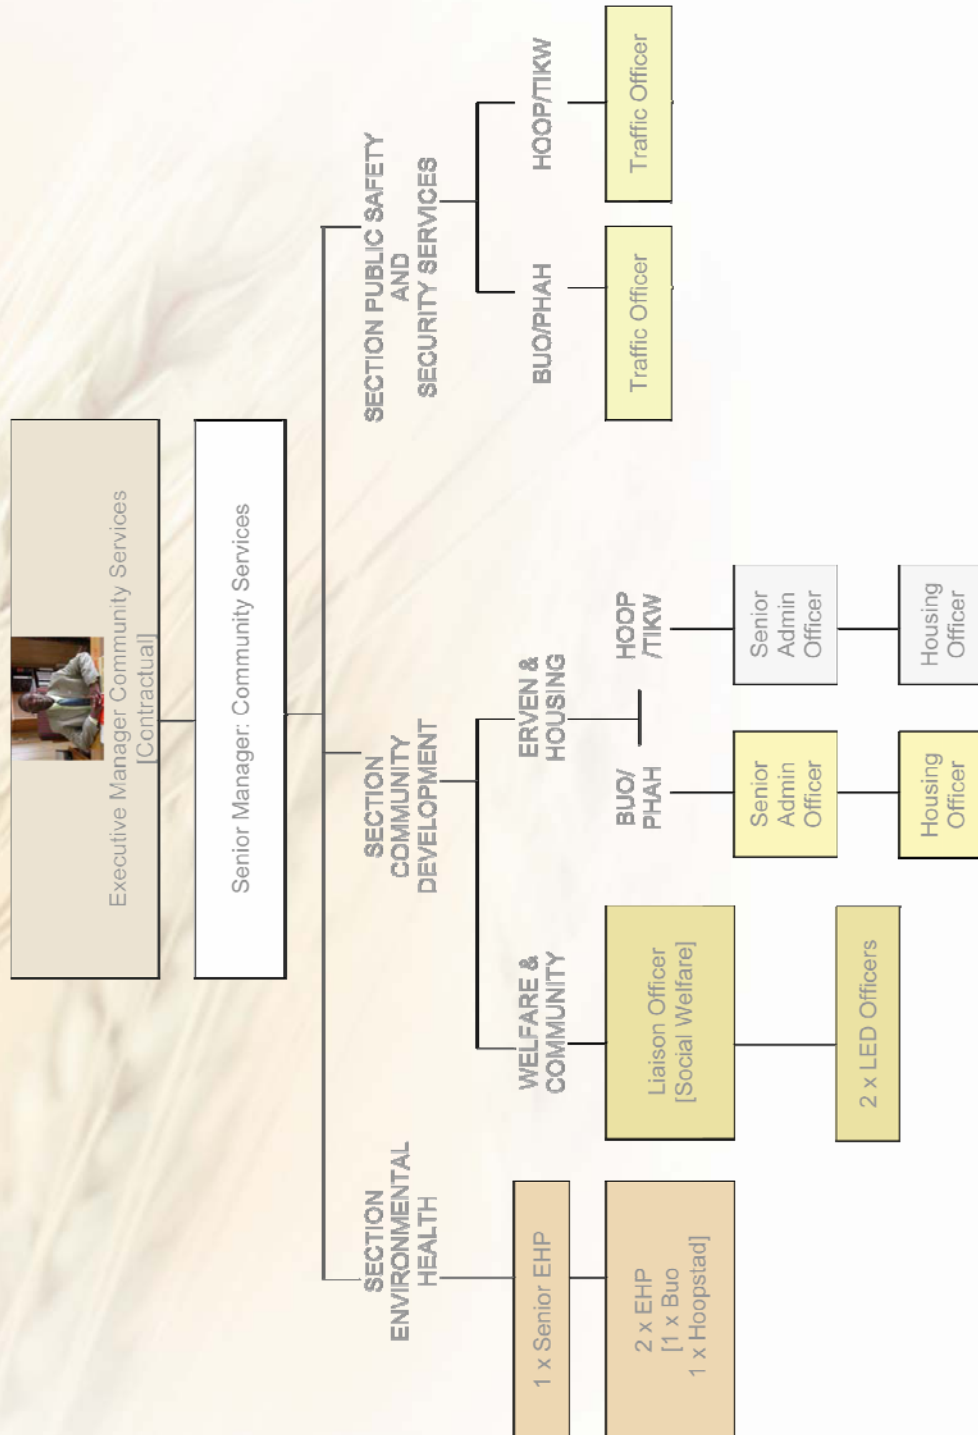 Executive Manager Community Services
[Contractual]
Senior Manager: Community Services
SECTION
ENVIRONMENTAL
HEALTH
1 x Senior EHP
2 x EHP
[1 x Buo
1 x Hoopstad]
SECTION
COMMUNITY
DEVELOPMENT
WELFARE &
COMMUNITY
Liaison Officer
[Social Welfare]
2 x LED Officers
ERVEN &
HOUSING
BUO/
PHAH
Senior
Admin
Officer
Housing
Officer
HOOP
/TIKW
Senior
Admin
Officer
Housing
Officer
SECTION PUBLIC SAFETY
AND
SECURITY SERVICES
BUO/PHAH
Traffic Officer
HOOP/TIKW
Traffic Officer